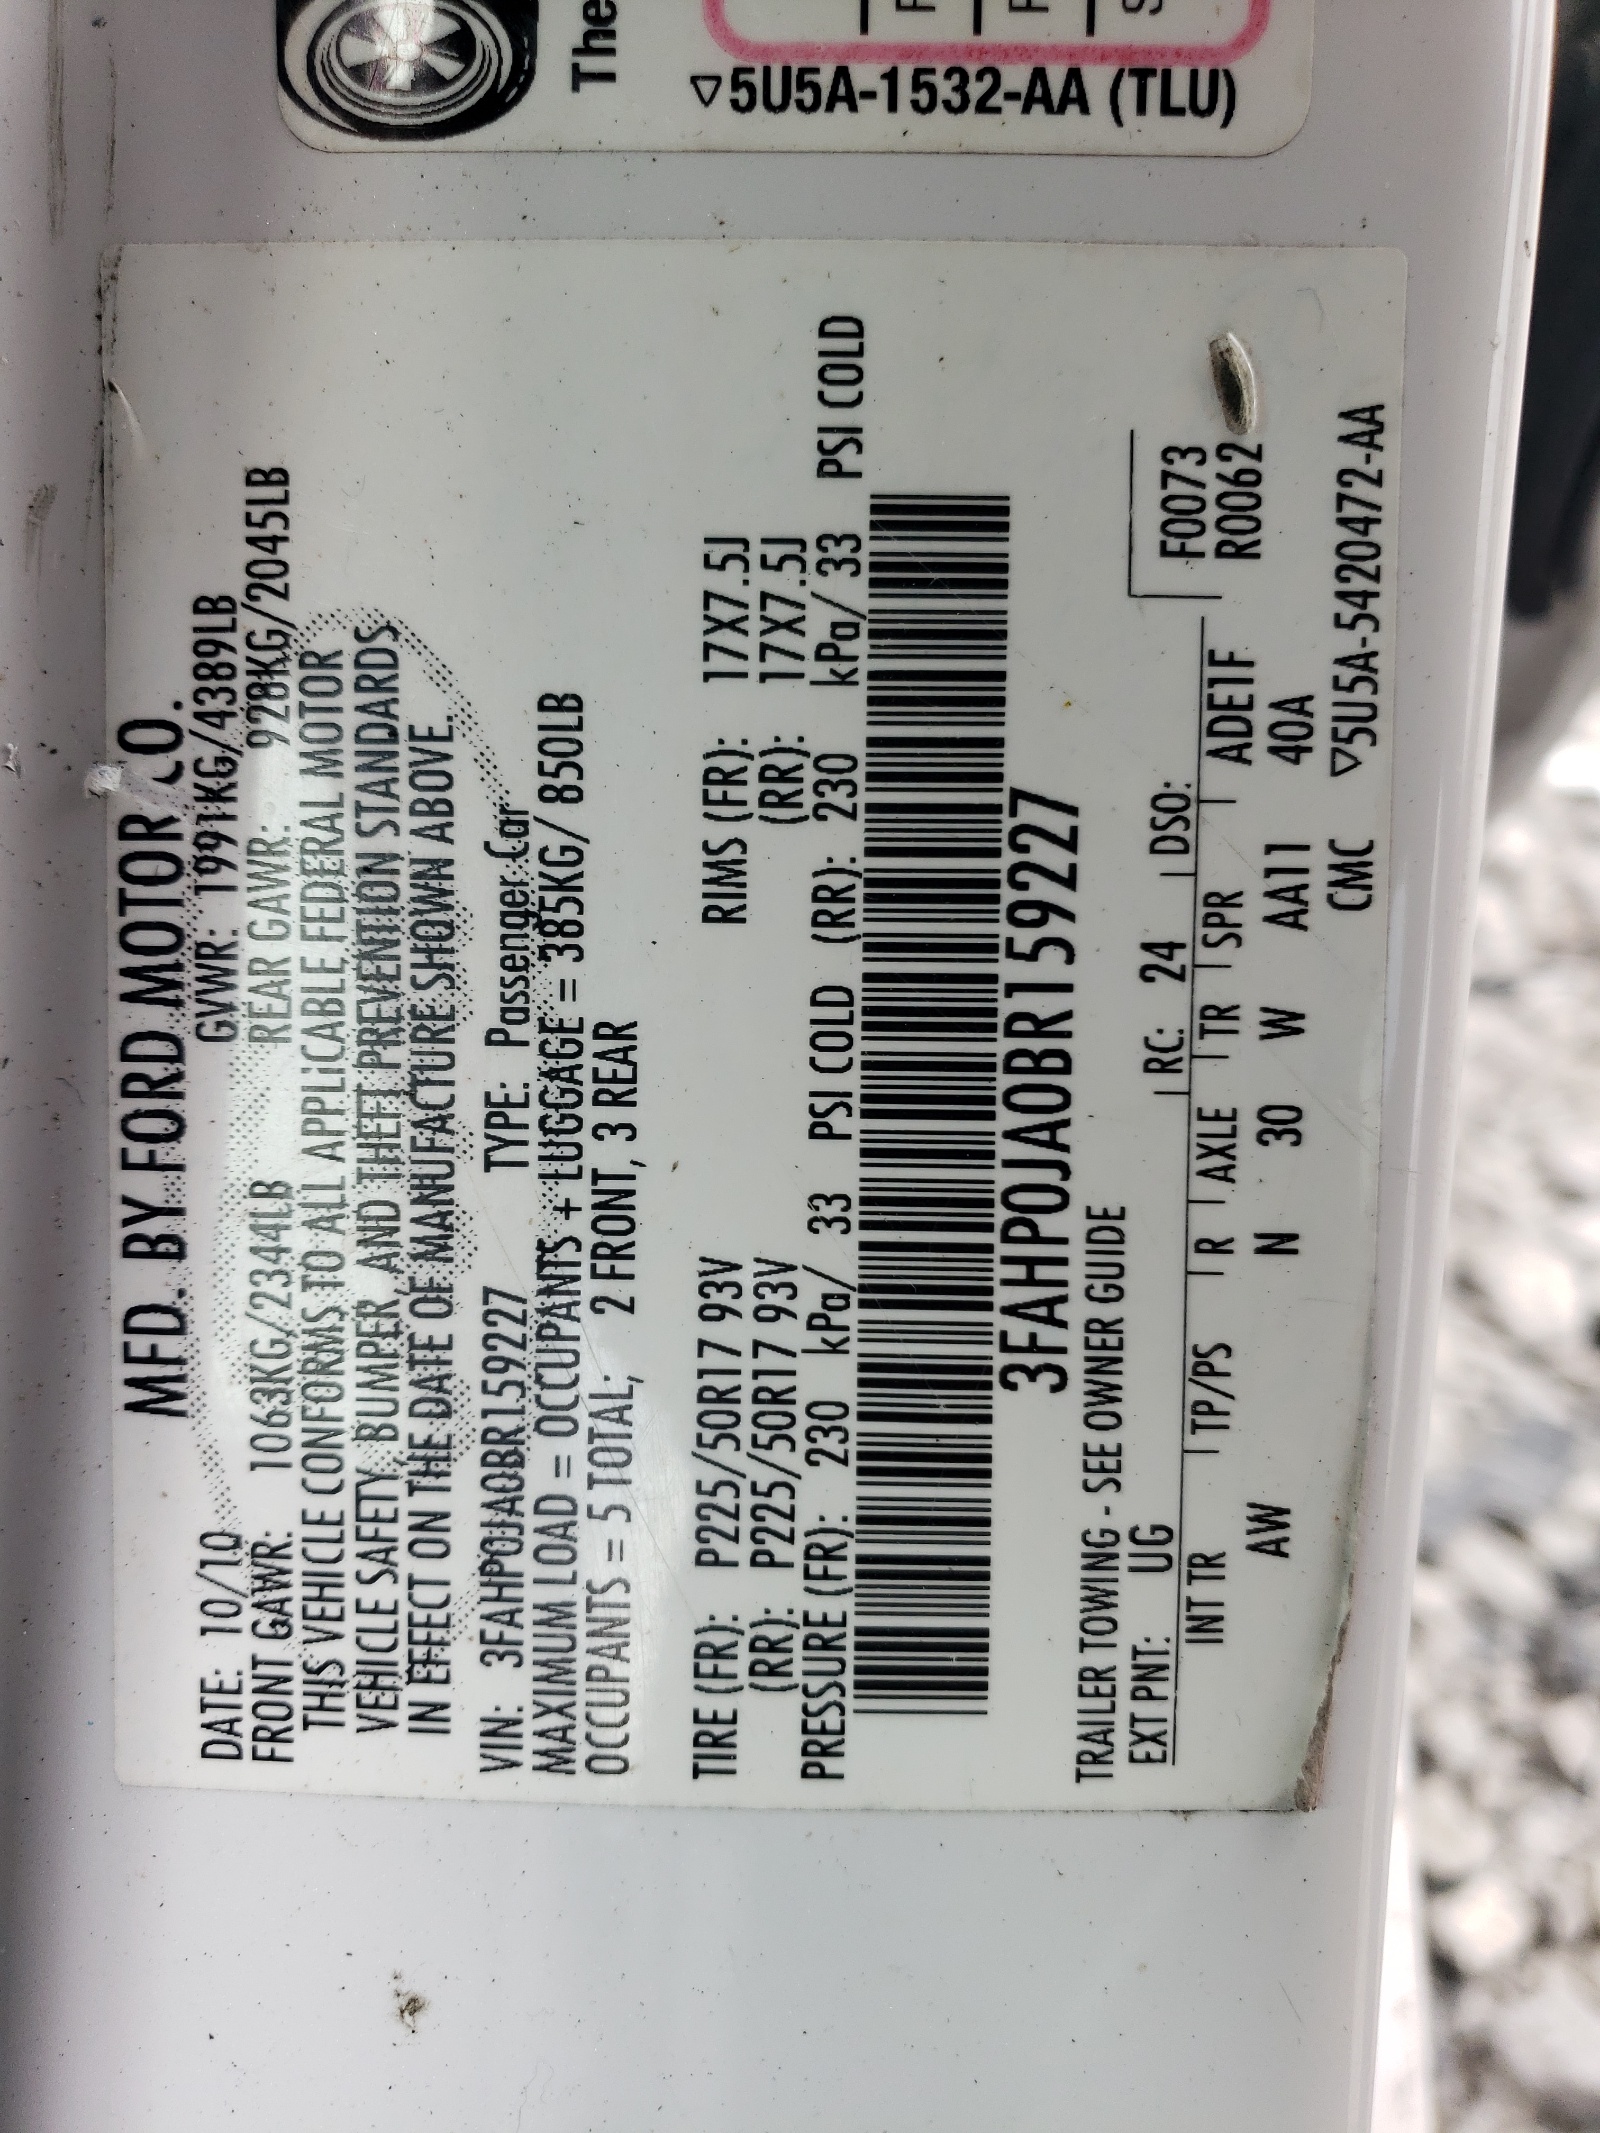 The
▽5U5A-1532-AA (TLU)
MFD. BY FORD MOTOR CO.
DATE: 10/10 GVWR: 1991KG/4389LB
FRONT GAWR: 1063KG/2344LB REAR GAWR: 928KG/2045LB
THIS VEHICLE CONFORMS TO ALL APPLICABLE FEDERAL MOTOR
VEHICLE SAFETY, BUMPER, AND THEFT PREVENTION STANDARDS
IN EFFECT ON THE DATE OF MANUFACTURE SHOWN ABOVE.
VIN: 3FAHP0JA0BR159227 TYPE: Passenger Car
MAXIMUM LOAD = OCCUPANTS + LUGGAGE = 385KG/ 850LB
OCCUPANTS = 5 TOTAL; 2 FRONT, 3 REAR
TIRE (FR): P225/50R17 93V RIMS (FR): 17X7.5J
(RR): P225/50R17 93V (RR): 17X7.5J
PRESSURE (FR): 230 kPa/ 33 PSI COLD (RR): 230 kPa/ 33 PSI COLD
3FAHP0JA0BR159227
TRAILER TOWING - SEE OWNER GUIDE
EXT PNT: UG RC: 24 DSO: F0073
R0062
INT TR TP/PS R AXLE TR SPR ADE1F
AW N 30 W AA11 40A
CMC ▽5U5A-5420472-AA